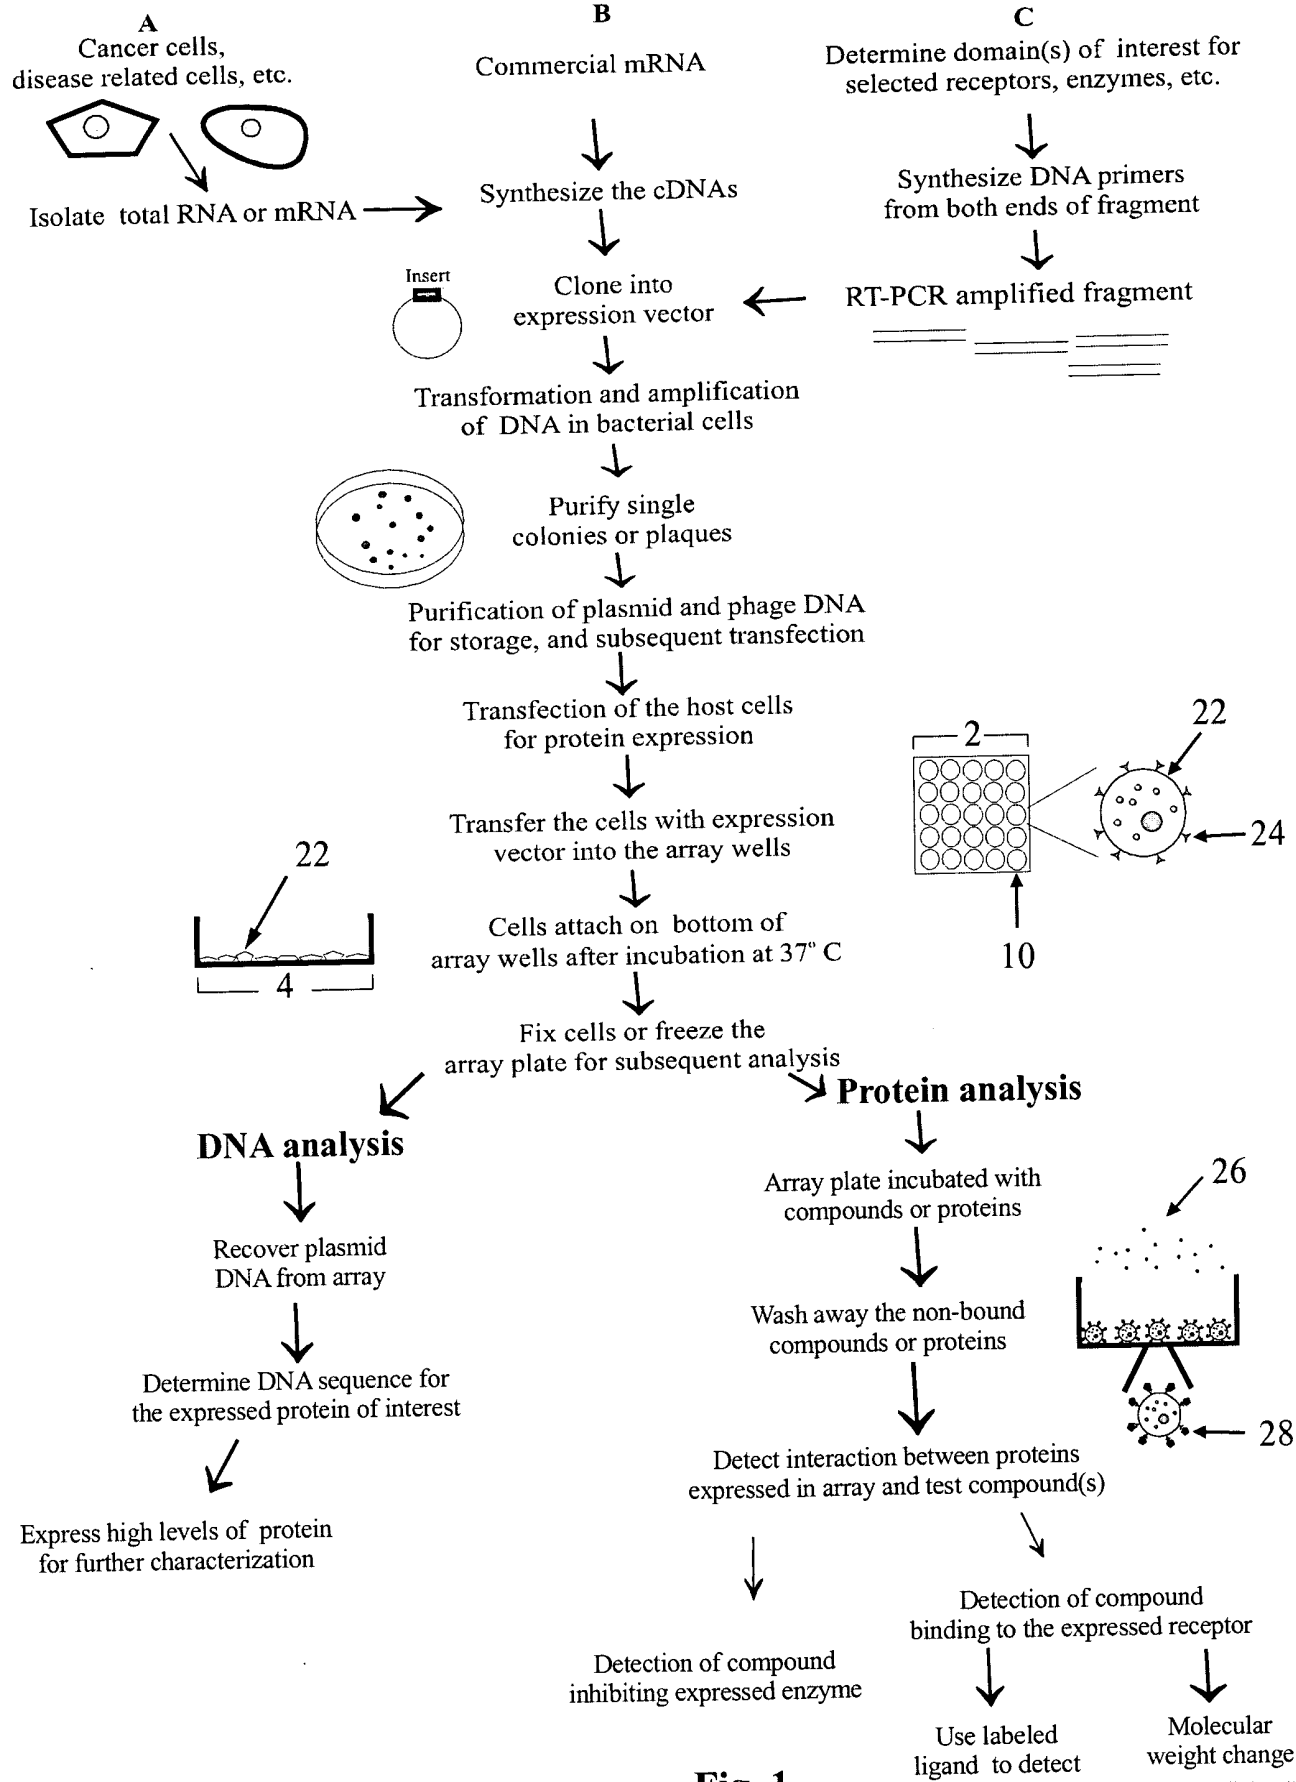 A
Cancer cells,
disease related cells, etc.
Isolate total RNA or mRNA
B
Commercial mRNA
Synthesize the cDNAs
C
Determine domain(s) of interest for
selected receptors, enzymes, etc.
Synthesize DNA primers
from both ends of fragment
RT-PCR amplified fragment
Insert
Clone into
expression vector
Transformation and amplification
of DNA in bacterial cells
Purify single
colonies or plaques
Purification of plasmid and phage DNA
for storage, and subsequent transfection
Transfection of the host cells
for protein expression
2
22
24
10
Transfer the cells with expression
vector into the array wells
22
4
Cells attach on bottom of
array wells after incubation at 37° C
Fix cells or freeze the
array plate for subsequent analysis
DNA analysis
Recover plasmid
DNA from array
Determine DNA sequence for
the expressed protein of interest
Express high levels of protein
for further characterization
Protein analysis
Array plate incubated with
compounds or proteins
26
Wash away the non-bound
compounds or proteins
28
Detect interaction between proteins
expressed in array and test compound(s)
Detection of compound
inhibiting expressed enzyme
Detection of compound
binding to the expressed receptor
Use labeled
ligand to detect
Molecular
weight change
Fig. 1